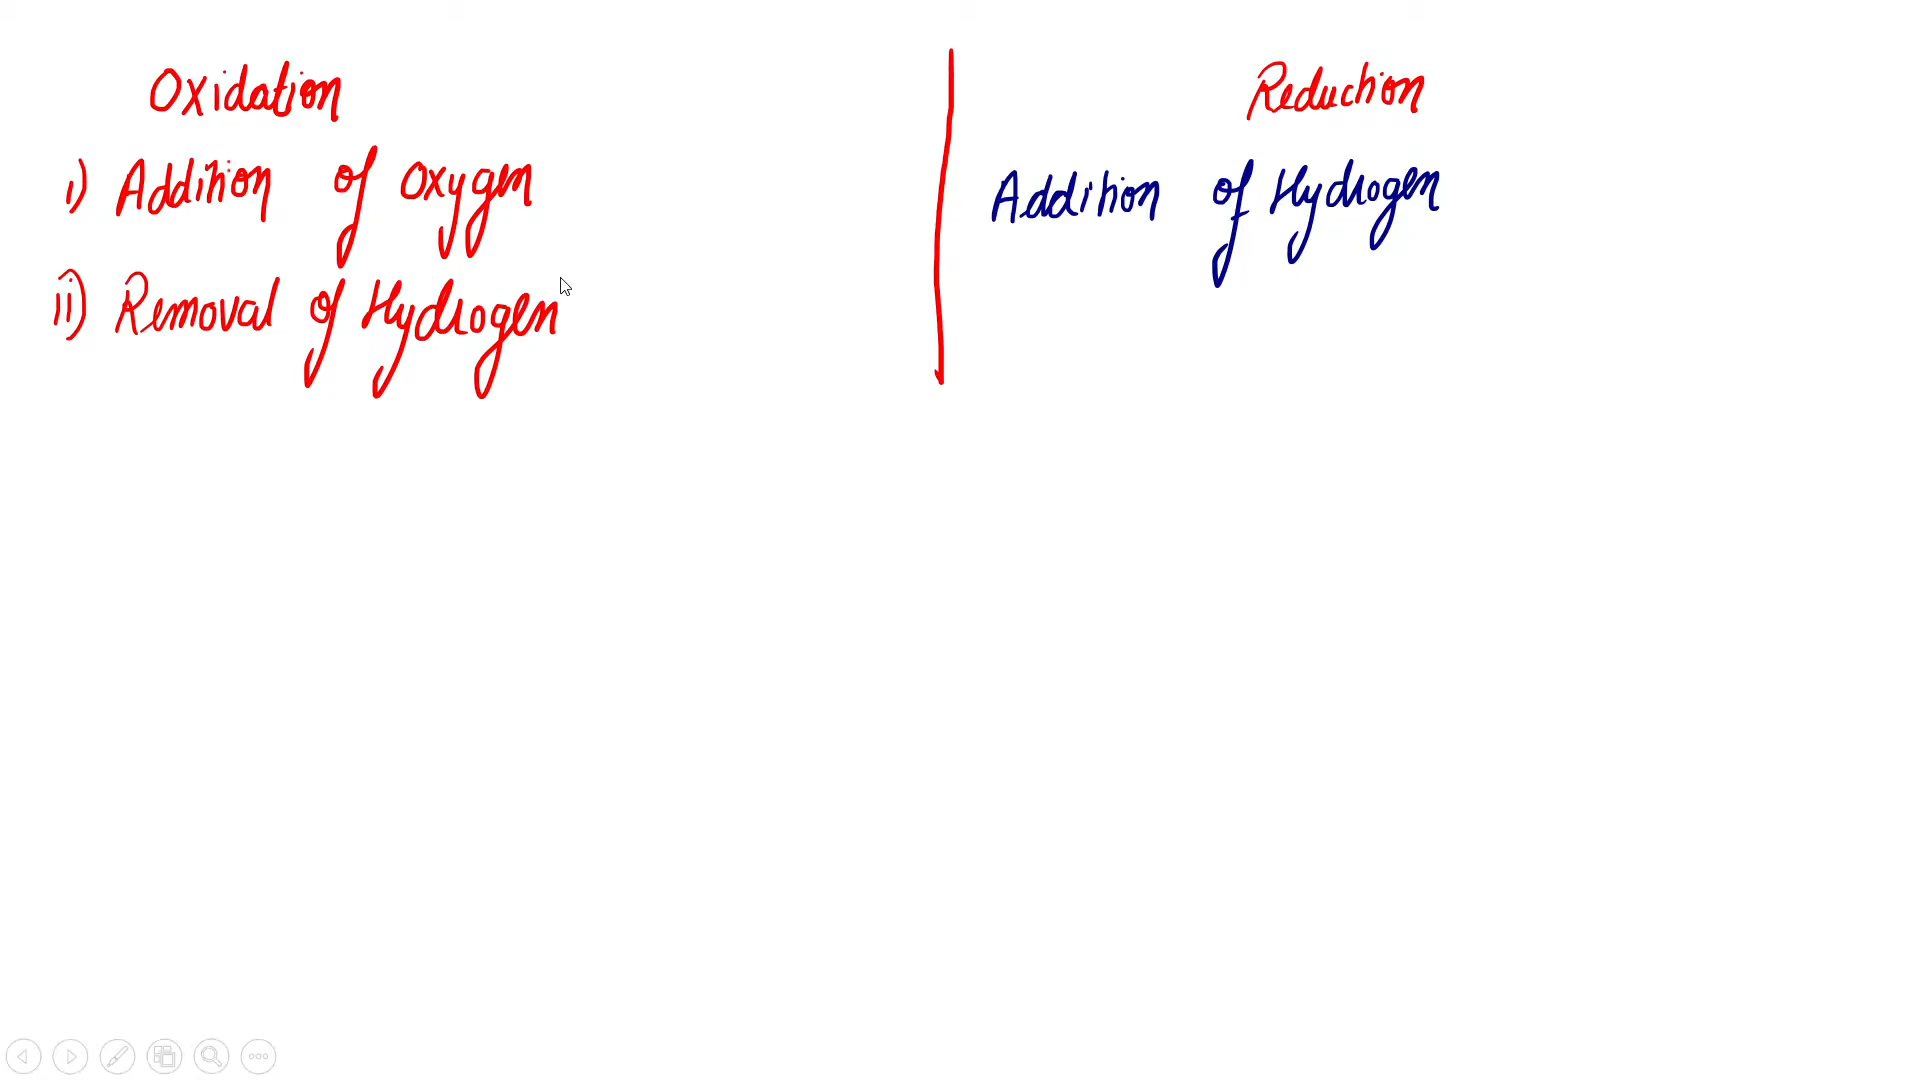 Oxidation
i) Addition of Oxygen
ii) Removal of Hydrogen
Reduction
Addition of Hydrogen